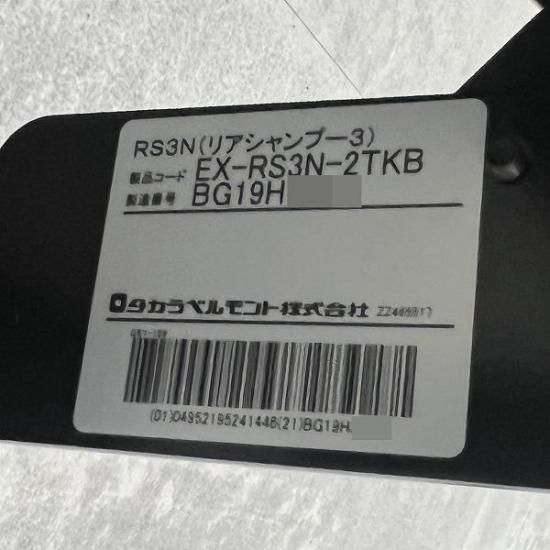 RS3N(リアシャンプー3)
製品コード EX-RS3N-2TKB
製造番号 BG19H
タカラベルモント株式会社
(01)04952195241446(21)BG19H